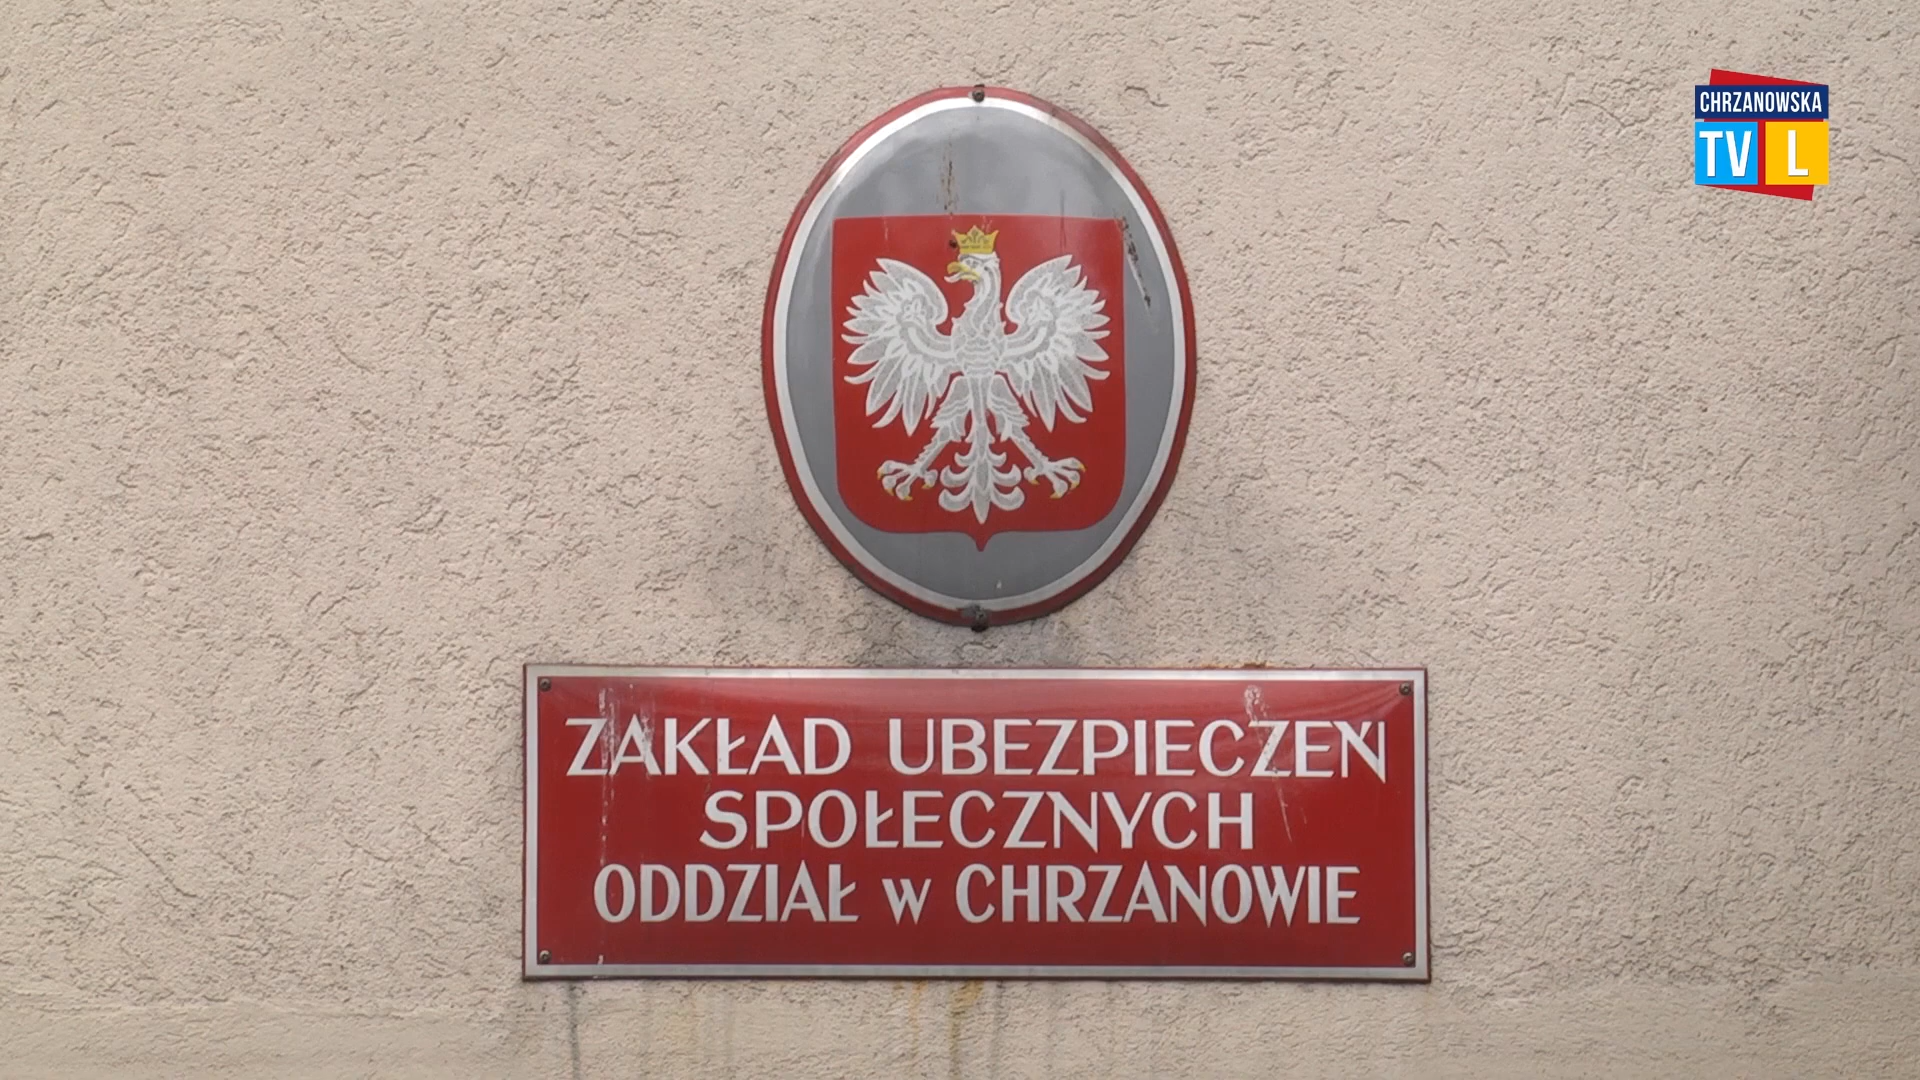 CHRZANOWSKA
TV L
ZAKŁAD UBEZPIECZEŃ
SPOŁECZNYCH
ODDZIAŁ w CHRZANOWIE